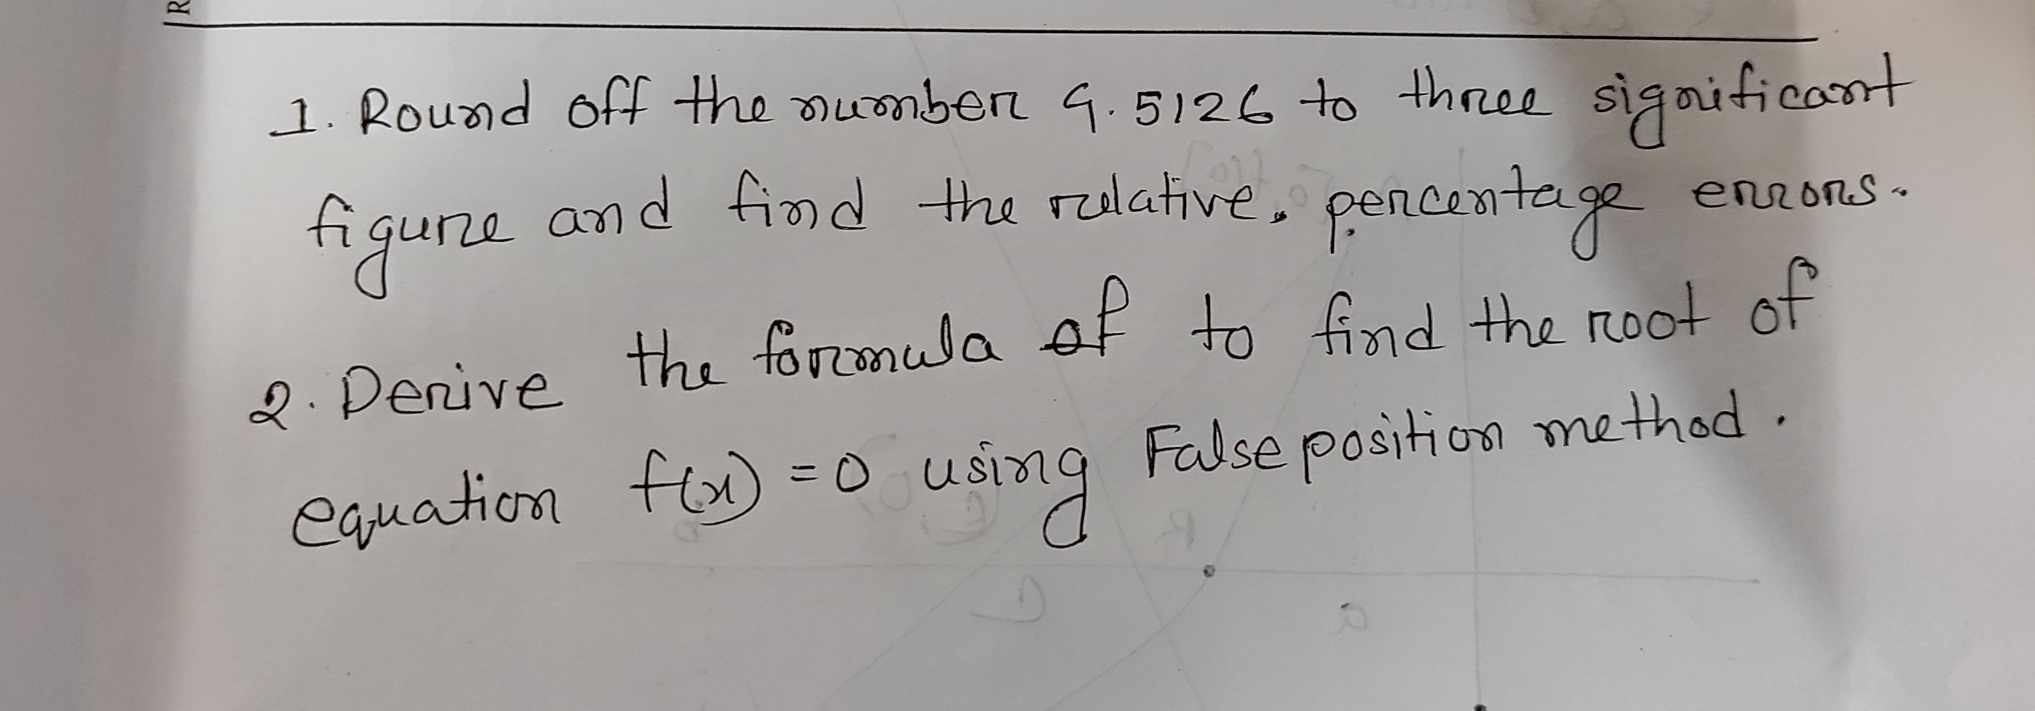 1. Round off the number 9.5126 to three significant
figure and find the relative, percentage errors.
2. Derive the formula of to find the root of
equation f(x) = 0 using False position method.